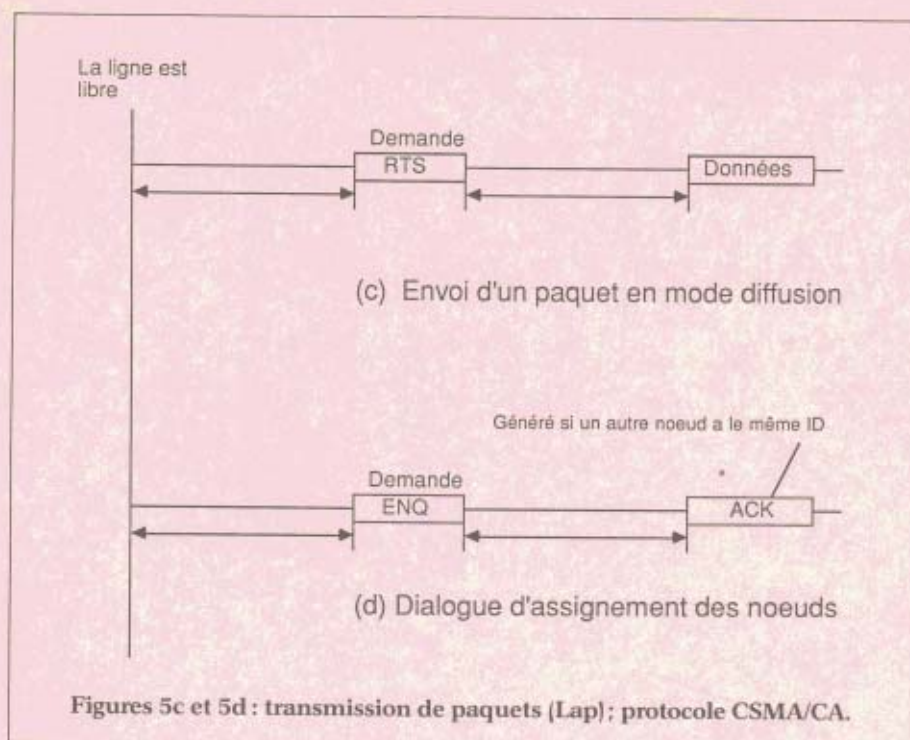 La ligne est
libre
Demande
RTS
Données
(c) Envoi d'un paquet en mode diffusion
Généré si un autre noeud a le même ID
Demande
ENQ
ACK
(d) Dialogue d'assignement des noeuds
Figures 5c et 5d : transmission de paquets (Lap) ; protocole CSMA/CA.